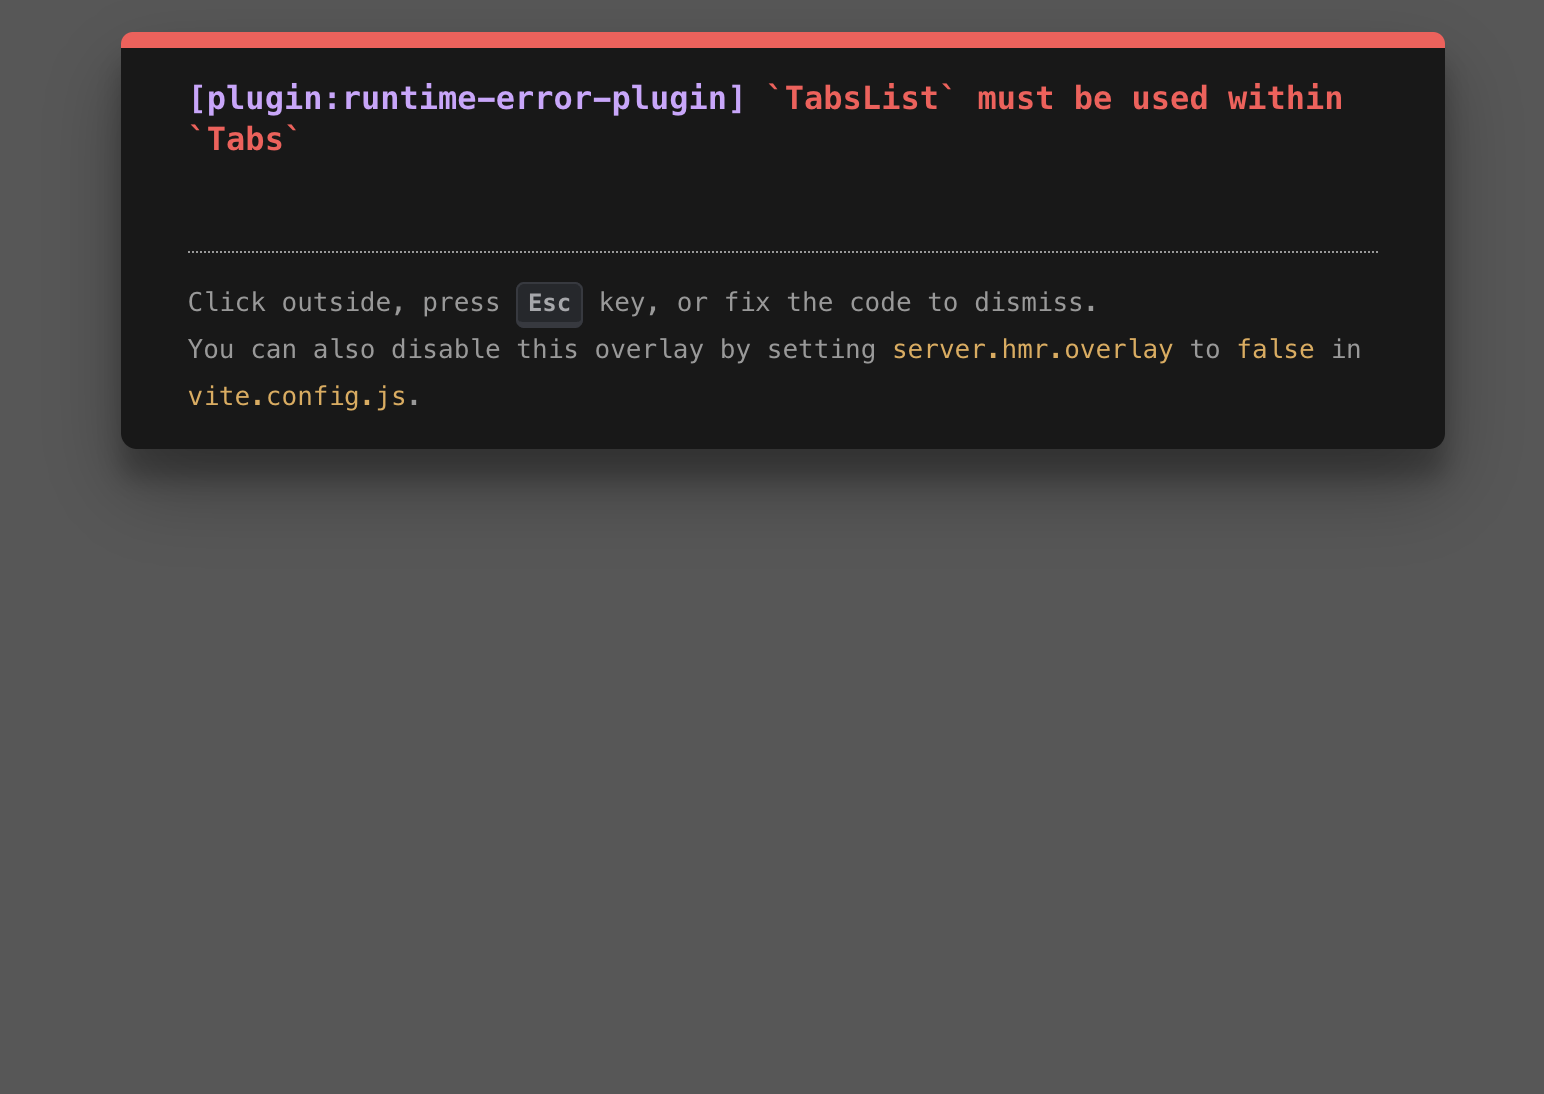 [plugin:runtime-error-plugin] `TabsList` must be used within
`Tabs`
Click outside, press Esc key, or fix the code to dismiss.
You can also disable this overlay by setting server.hmr.overlay to false in
vite.config.js.